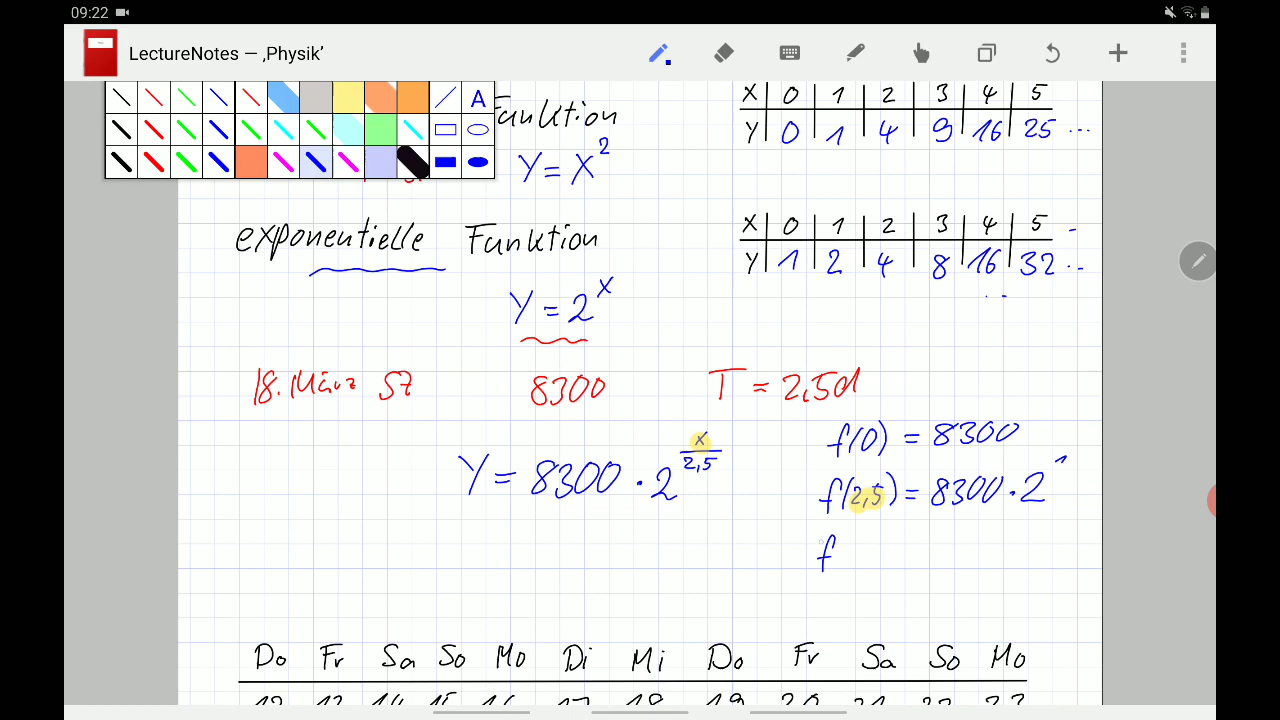 09:22
LectureNotes — ‚Physik’
A
Funktion
Y = X²
X 0 1 2 3 4 5
Y 0 1 4 9 16 25 ...
exponentielle Funktion
Y = 2^X
X 0 1 2 3 4 5
Y 1 2 4 8 16 32 ...
18. März 8300 T = 2,5d
Y = 8300 · 2^(x/2,5)
f(0) = 8300
f(2,5) = 8300 · 2^1
f
Do Fr Sa So Mo Di Mi Do Fr Sa So Mo